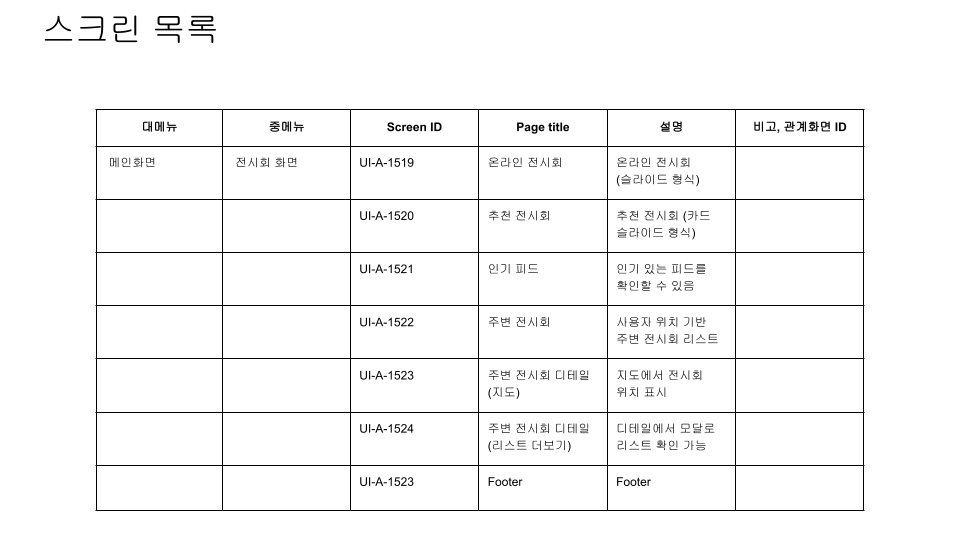 스크린 목록
대메뉴 중메뉴 Screen ID Page title 설명 비고, 관계화면 ID
메인화면 전시회 화면 UI-A-1519 온라인 전시회 온라인 전시회
(슬라이드 형식)
UI-A-1520 추천 전시회 추천 전시회 (카드
슬라이드 형식)
UI-A-1521 인기 피드 인기 있는 피드를
확인할 수 있음
UI-A-1522 주변 전시회 사용자 위치 기반
주변 전시회 리스트
UI-A-1523 주변 전시회 디테일 지도에서 전시회
(지도) 위치 표시
UI-A-1524 주변 전시회 디테일 디테일에서 모달로
(리스트 더보기) 리스트 확인 가능
UI-A-1523 Footer Footer